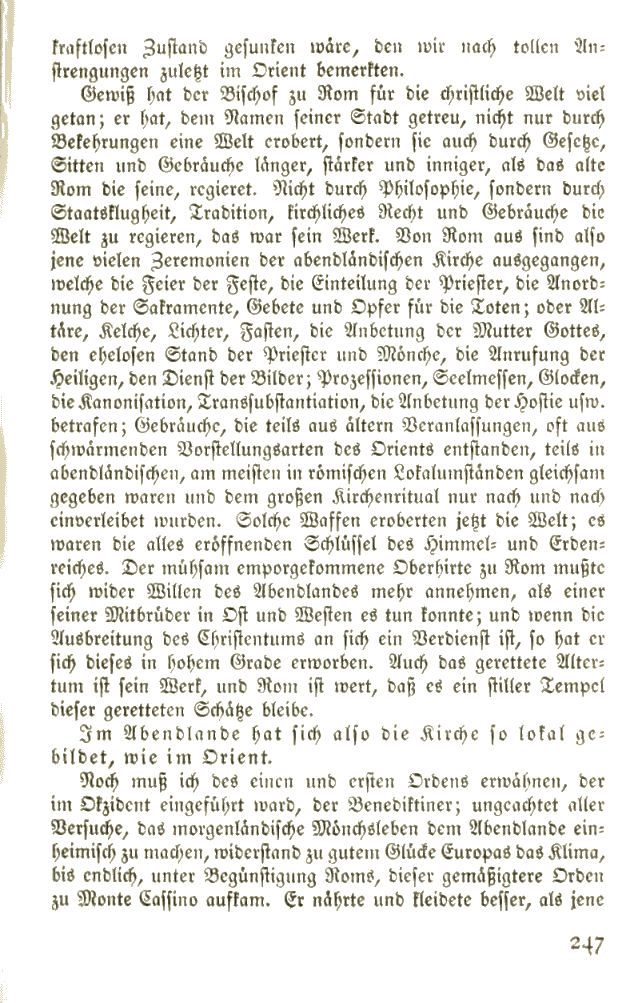 kraftlosen Zustand gesunken wäre, den wir nach tollen An-
strengungen zuletzt im Orient bemerkten.
Gewiß hat der Bischof zu Rom für die christliche Welt viel
getan; er hat, dem Namen seiner Stadt getreu, nicht nur durch
Bekehrungen eine Welt erobert, sondern sie auch durch Gesetze,
Sitten und Gebräuche länger, stärker und inniger, als das alte
Rom die seine, regieret. Nicht durch Philosophie, sondern durch
Staatsklugheit, Tradition, kirchliches Recht und Gebräuche die
Welt zu regieren, das war sein Werk. Von Rom aus sind also
jene vielen Zeremonien der abendländischen Kirche ausgegangen,
welche die Feier der Feste, die Einteilung der Priester, die Anord-
nung der Sakramente, Gebete und Opfer für die Toten; oder Al-
täre, Kelche, Lichter, Fasten, die Anbetung der Mutter Gottes,
den ehelosen Stand der Priester und Mönche, die Anrufung der
Heiligen, den Dienst der Bilder; Prozessionen, Seelmessen, Glocken,
die Kanonisation, Transsubstantiation, die Anbetung der Hostie usw.
betrafen; Gebräuche, die teils aus ältern Veranlassungen, oft aus
schwärmenden Vorstellungsarten des Orients entstanden, teils in
abendländischen, am meisten in römischen Lokalumständen gleichsam
gegeben waren und dem großen Kirchenritual nur nach und nach
einverleibet wurden. Solche Waffen eroberten jetzt die Welt; es
waren die alles eröffnenden Schlüssel des Himmel- und Erden-
reiches. Der mühsam emporgekommene Oberhirte zu Rom mußte
sich wider Willen des Abendlandes mehr annehmen, als einer
seiner Mitbrüder in Ost und Westen es tun konnte; und wenn die
Ausbreitung des Christentums an sich ein Verdienst ist, so hat er
sich dieses in hohem Grade erworben. Auch das gerettete Alter-
tum ist sein Werk, und Rom ist wert, daß es ein stiller Tempel
dieser geretteten Schätze bleibe.
Im Abendlande hat sich also die Kirche so lokal ge-
bildet, wie im Orient.
Noch muß ich des einen und ersten Ordens erwähnen, der
im Okzident eingeführt ward, der Benediktiner; ungeachtet aller
Versuche, das morgenländische Mönchsleben dem Abendlande ein-
heimisch zu machen, widerstand zu gutem Glücke Europas das Klima,
bis endlich, unter Begünstigung Roms, dieser gemäßigtere Orden
zu Monte Cassino aufkam. Er nährte und kleidete besser, als jene
247